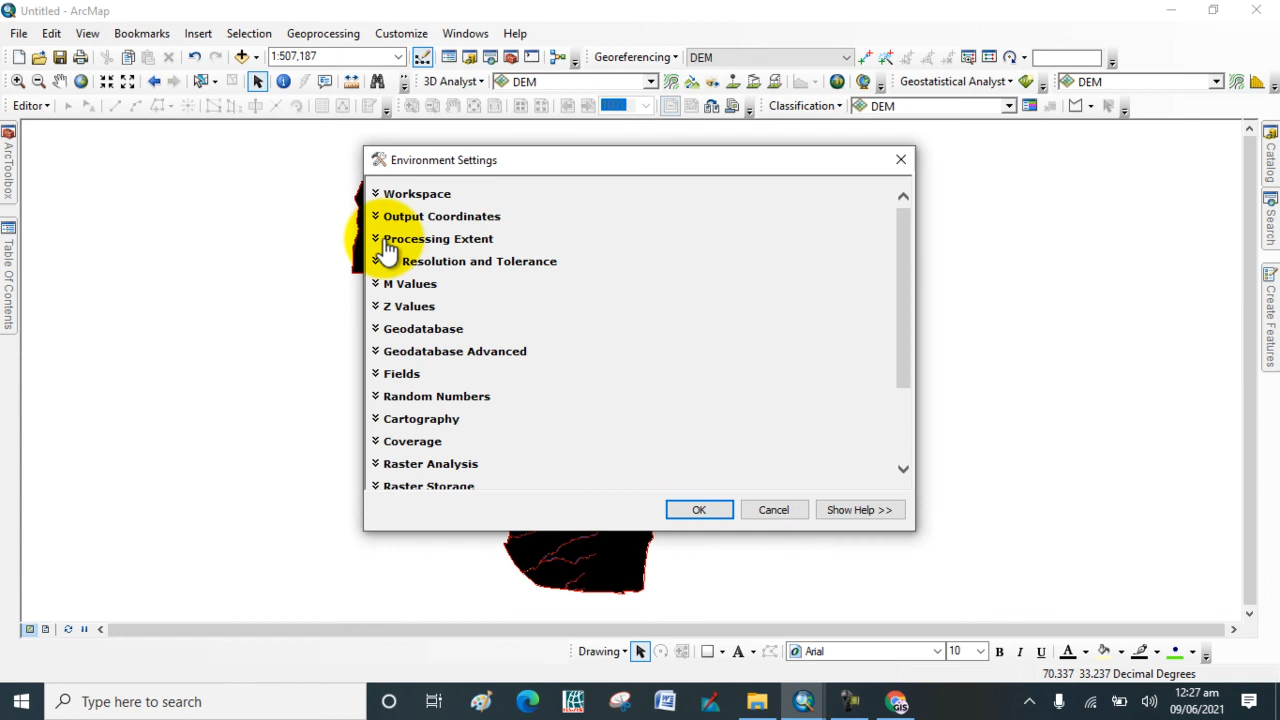 Untitled - ArcMap
File Edit View Bookmarks Insert Selection Geoprocessing Customize Windows Help
1:507,187 Georeferencing DEM
3D Analyst DEM Geostatistical Analyst DEM
Editor Classification DEM
ArcToolbox
Table Of Contents
Catalog
Search
Create Features
Environment Settings
Workspace
Output Coordinates
Processing Extent
Resolution and Tolerance
M Values
Z Values
Geodatabase
Geodatabase Advanced
Fields
Random Numbers
Cartography
Coverage
Raster Analysis
Raster Storage
OK Cancel Show Help >>
Drawing A Arial 10 B I U A
70.337 33.237 Decimal Degrees
Type here to search
12:27 am
09/06/2021